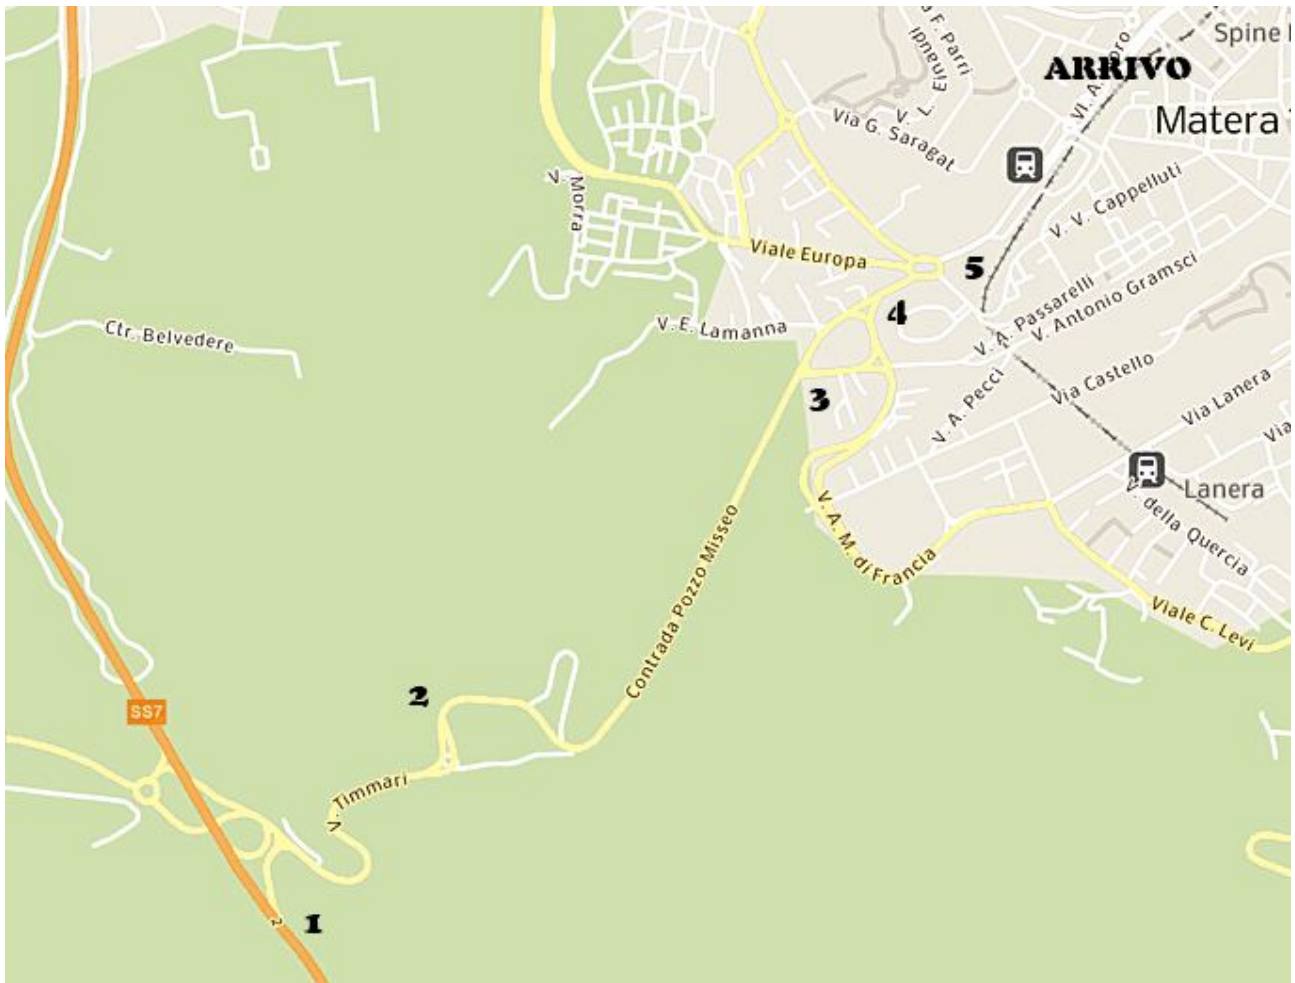 V. F. Parri
V. L. Einaudi
Spine
ARRIVO
Vl. A. Moro
Matera
Via G. Saragat
V. V. Cappelluti
V. Morra
Viale Europa
5
V. A. Passarelli
V. Antonio Gramsci
4
V. E. Lamanna
Ctr. Belvedere
3
V. A. Pecci
Via Castello
Via Lanera
Via
Lanera
V. della Quercia
Contrada Pozzo Misseo
V. A. M. di Francia
Viale C. Levi
2
SS7
V. Timmari
2
1